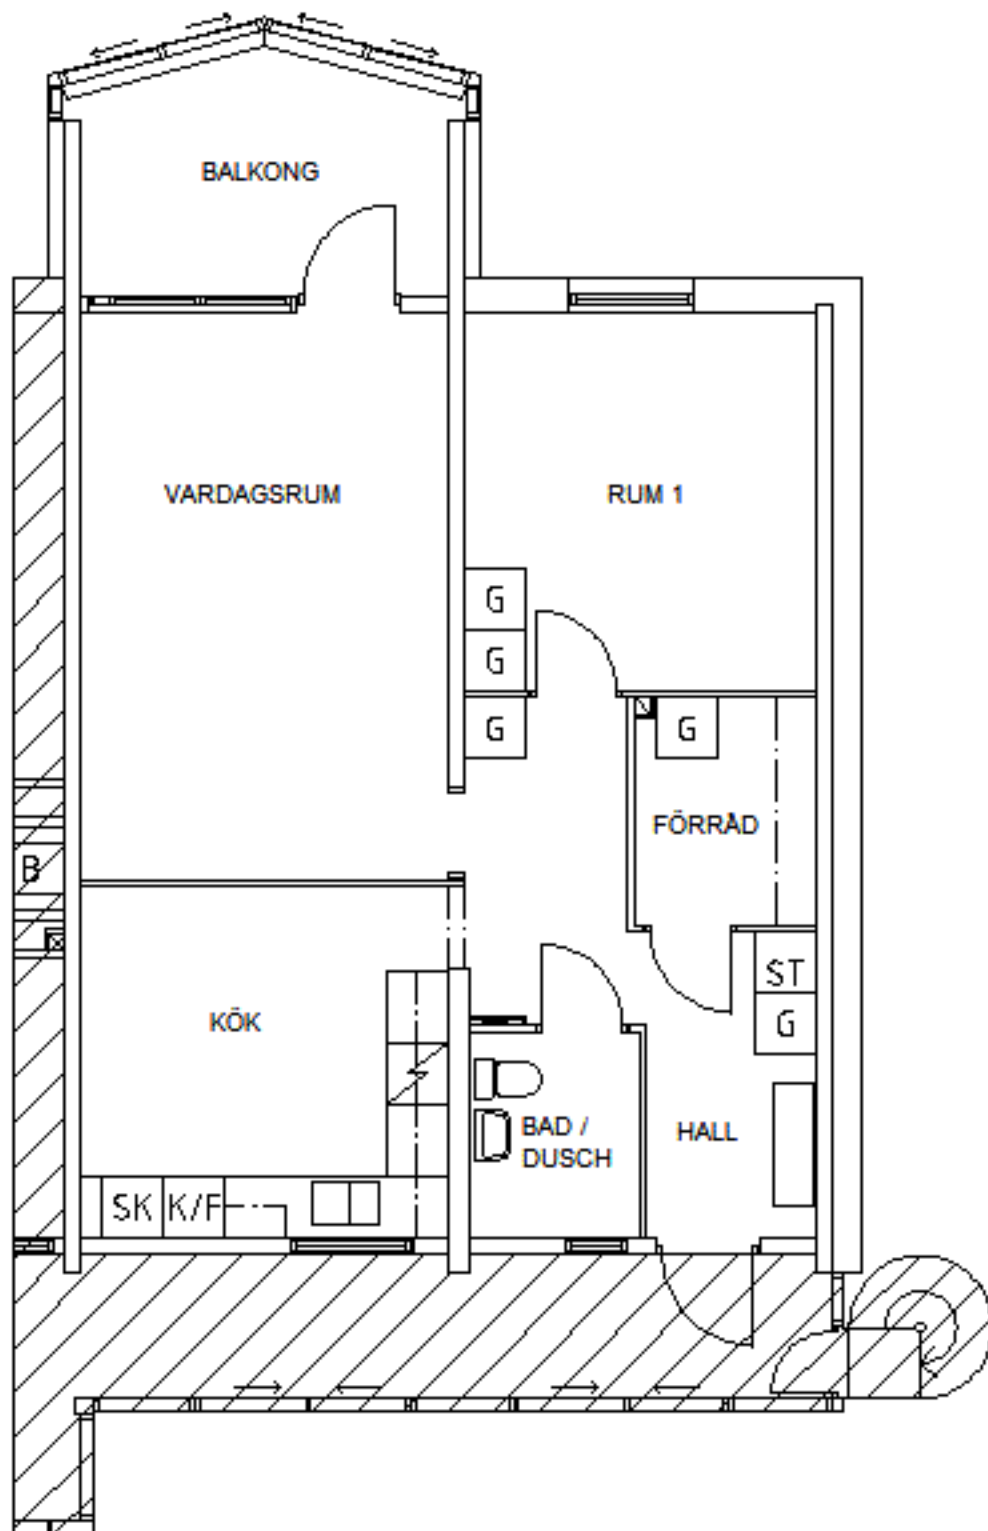 BALKONG
VARDAGSRUM
RUM 1
G
G
G
G
FÖRRÅD
B
ST
G
KÖK
BAD /
DUSCH
HALL
SK
K/F